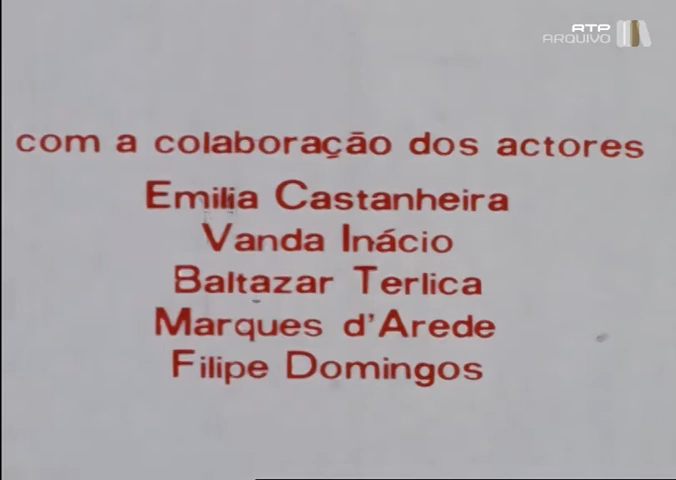 RTP
ARQUIVO
com a colaboração dos actores
Emilia Castanheira
Vanda Inácio
Baltazar Terlica
Marques d'Arede
Filipe Domingos